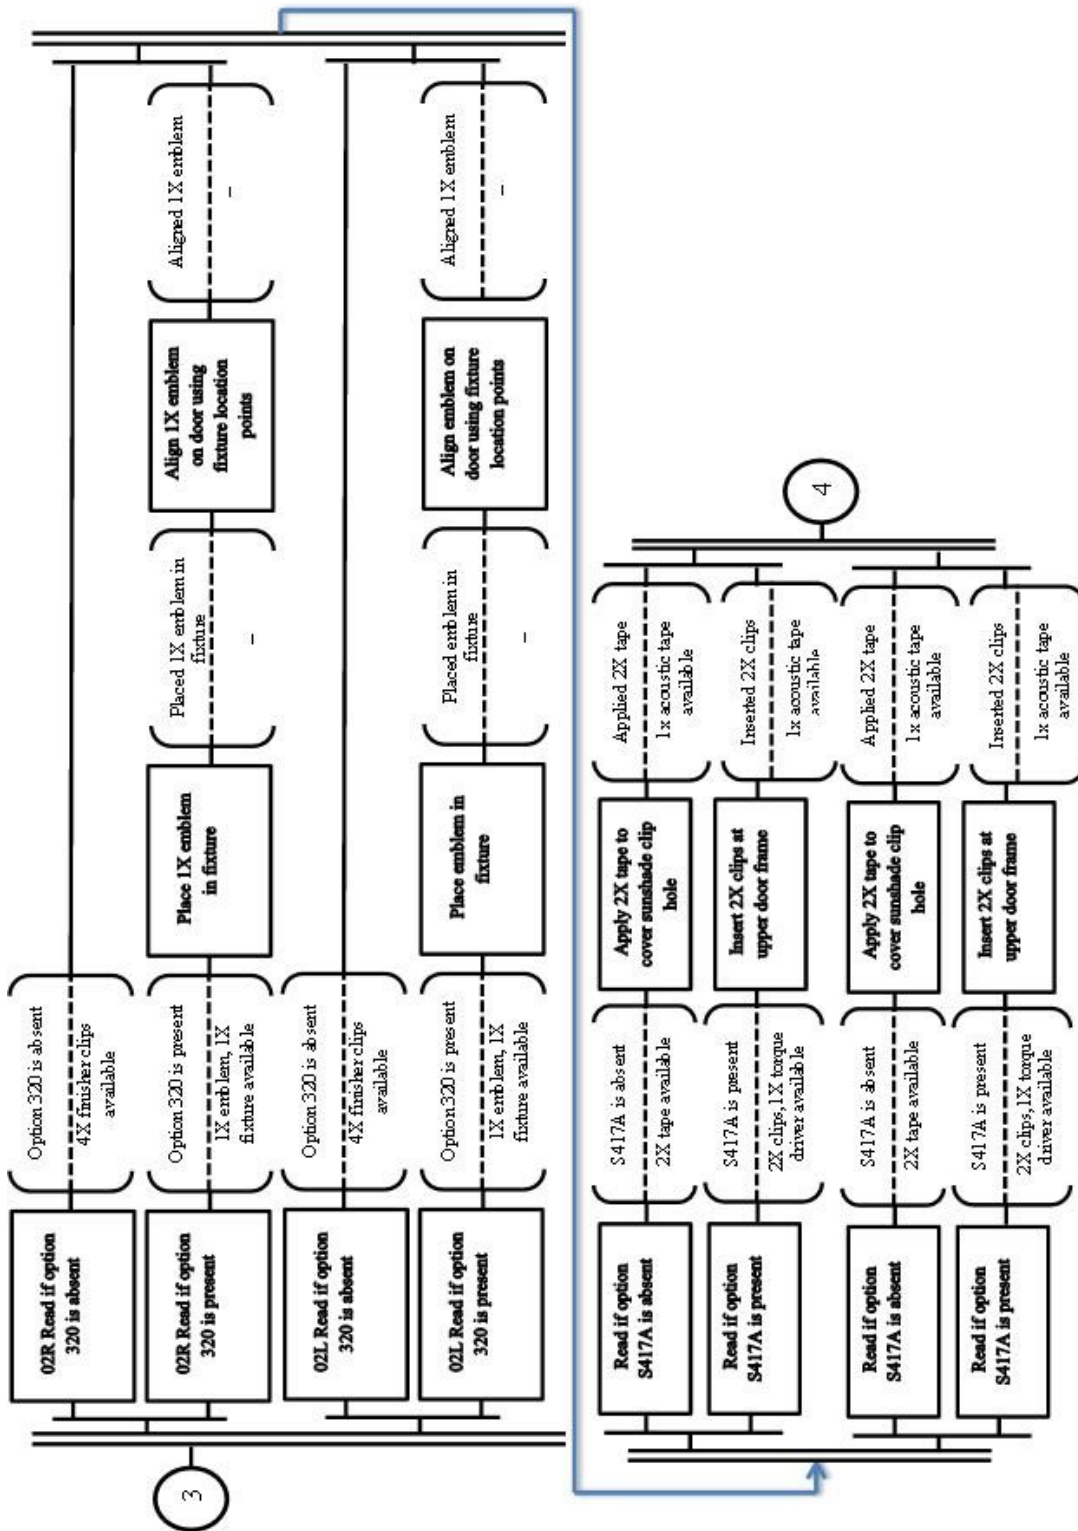 3
02R Read if option
320 is absent
Option 320 is absent
4X finisher clips
available
02R Read if option
320 is present
Option 320 is present
1X emblem, 1X
fixture available
Place 1X emblem
in fixture
Placed 1X emblem in
fixture
–
Align 1X emblem
on door using
fixture location
points
Aligned 1X emblem
–
02L Read if option
320 is absent
Option 320 is absent
4X finisher clips
available
02L Read if option
320 is present
Option 320 is present
1X emblem, 1X
fixture available
Place emblem in
fixture
Placed emblem in
fixture
–
Align emblem on
door using fixture
location points
Aligned 1X emblem
–
Read if option
S417A is absent
S417A is absent
2X tape available
Apply 2X tape to
cover sunshade clip
hole
Applied 2X tape
1x acoustic tape
available
Read if option
S417A is present
S417A is present
2X clips,1X torque
driver available
Insert 2X clips at
upper door frame
Inserted 2X clips
1x acoustic tape
available
Read if option
S417A is absent
S417A is absent
2X tape available
Apply 2X tape to
cover sunshade clip
hole
Applied 2X tape
1x acoustic tape
available
Read if option
S417A is present
S417A is present
2X clips,1X torque
driver available
Insert 2X clips at
upper door frame
Inserted 2X clips
1x acoustic tape
available
4